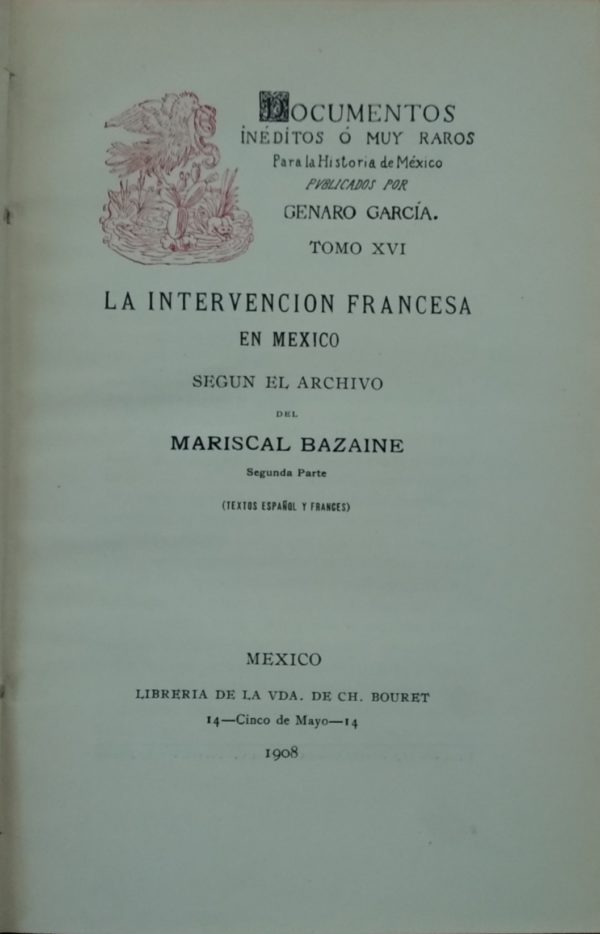 DOCUMENTOS
INÉDITOS Ó MUY RAROS
Para la Historia de México
PVBLICADOS POR
GENARO GARCÍA.
TOMO XVI
LA INTERVENCION FRANCESA
EN MEXICO
SEGUN EL ARCHIVO
DEL
MARISCAL BAZAINE
Segunda Parte
(TEXTOS ESPAÑOL Y FRANCES)
MEXICO
LIBRERIA DE LA VDA. DE CH. BOURET
14—Cinco de Mayo—14
1908